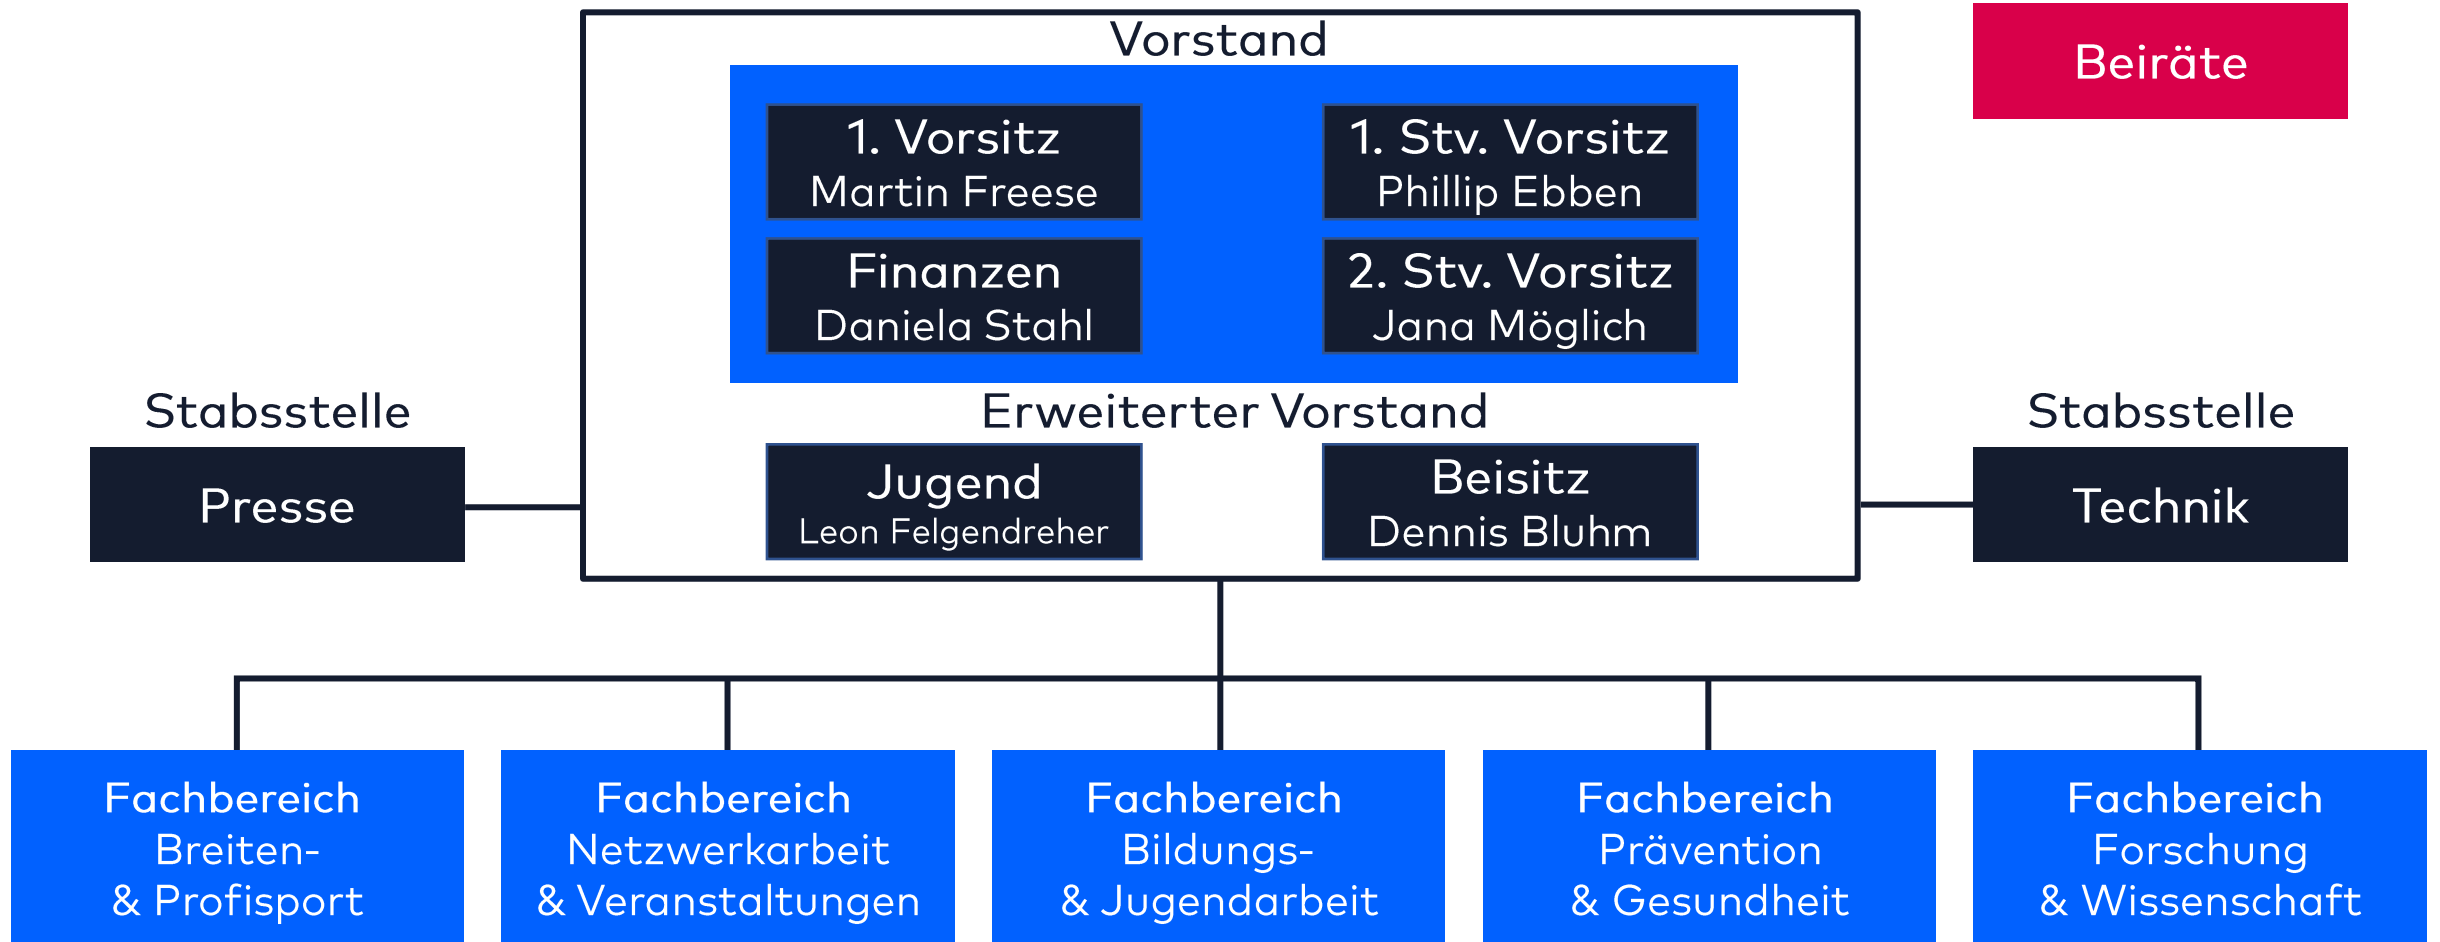 Vorstand
Beiräte
1. Vorsitz
Martin Freese
1. Stv. Vorsitz
Phillip Ebben
Finanzen
Daniela Stahl
2. Stv. Vorsitz
Jana Möglich
Stabsstelle
Presse
Erweiterter Vorstand
Jugend
Leon Felgendreher
Beisitz
Dennis Bluhm
Stabsstelle
Technik
Fachbereich
Breiten-
& Profisport
Fachbereich
Netzwerkarbeit
& Veranstaltungen
Fachbereich
Bildungs-
& Jugendarbeit
Fachbereich
Prävention
& Gesundheit
Fachbereich
Forschung
& Wissenschaft